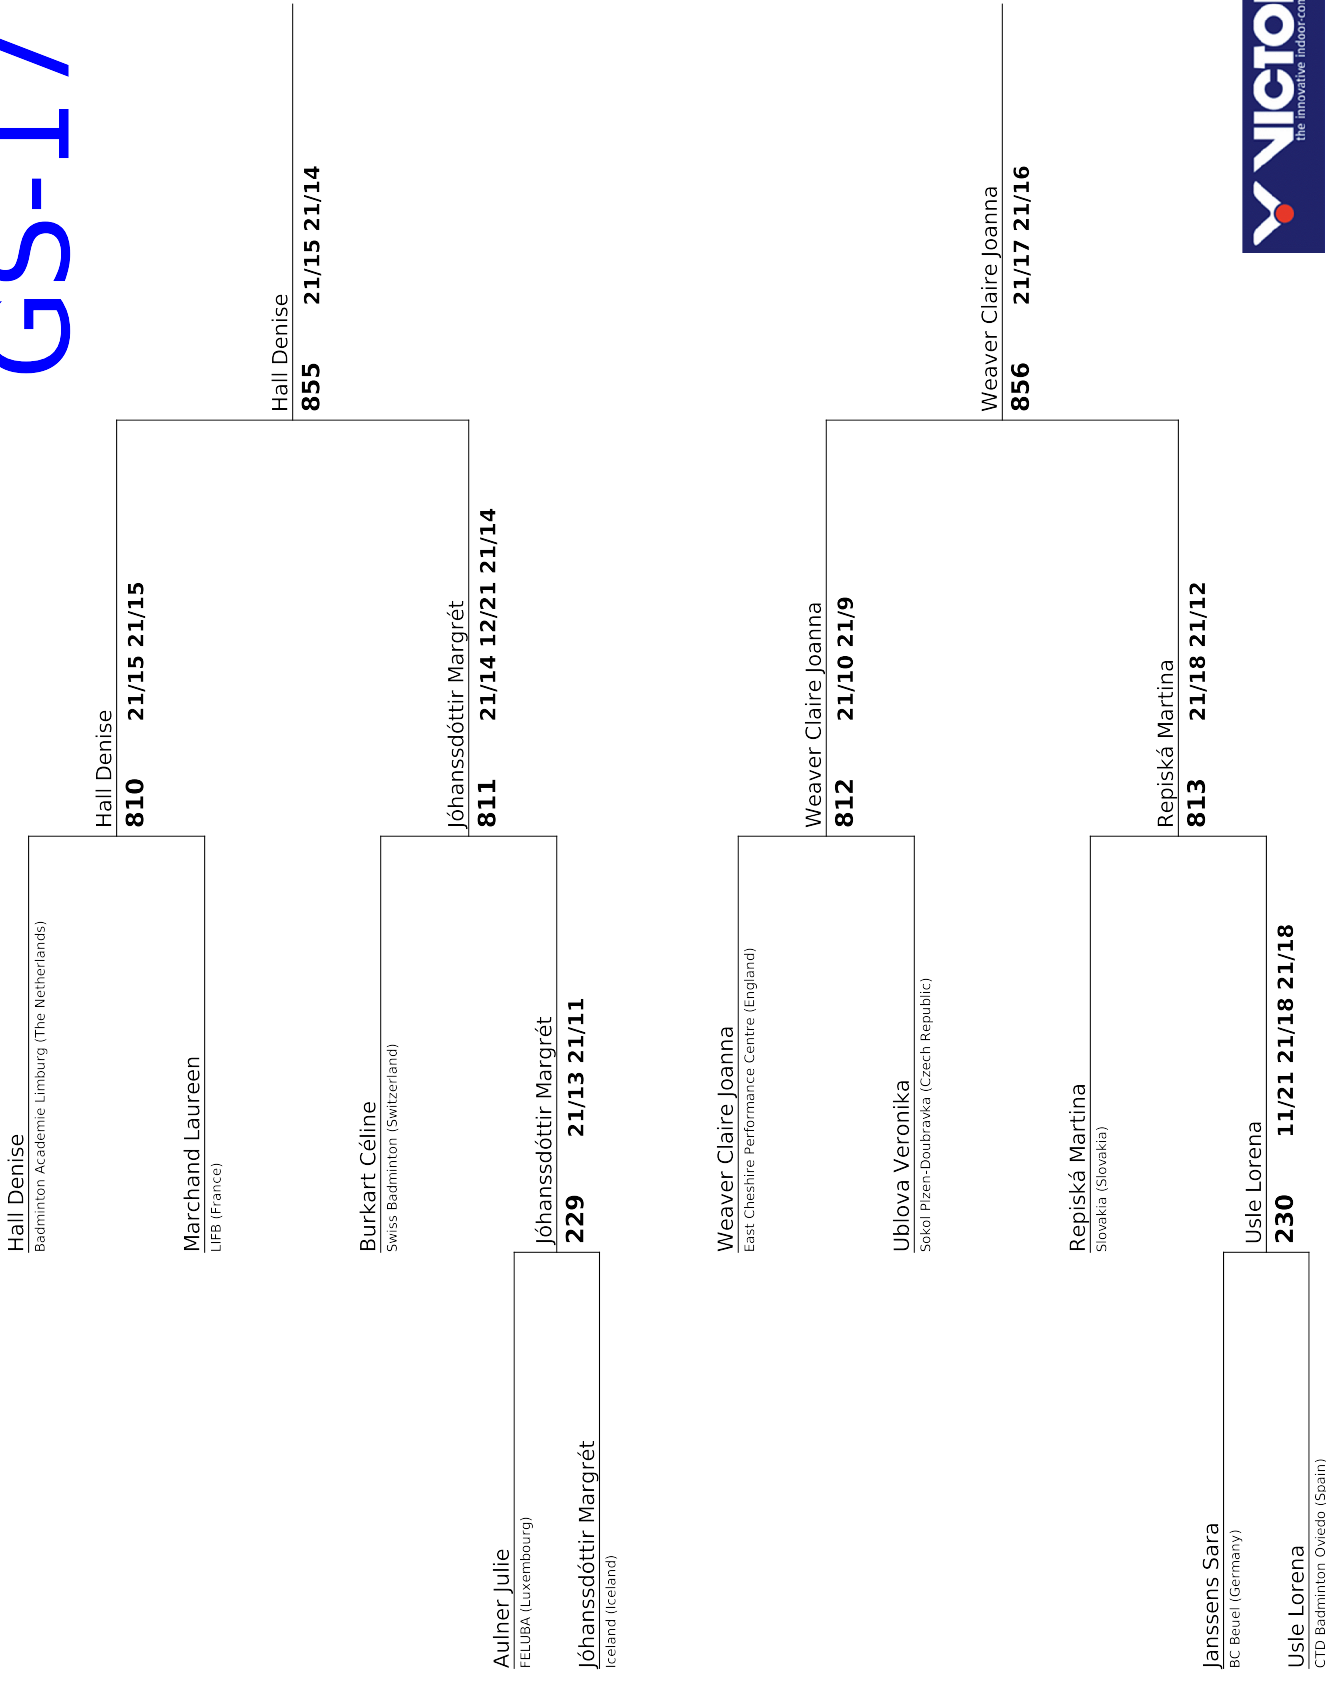 GS-17
Hall Denise
Badminton Academie Limburg (The Netherlands)
Hall Denise
810 21/15 21/15
Marchand Laureen
LIFB (France)
Hall Denise
855 21/15 21/14
Burkart Céline
Swiss Badminton (Switzerland)
Jóhanssdóttir Margrét
811 21/14 12/21 21/14
Aulner Julie
FELUBA (Luxembourg)
Jóhanssdóttir Margrét
229 21/13 21/11
Jóhanssdóttir Margrét
Iceland (Iceland)
Weaver Claire Joanna
East Cheshire Performance Centre (England)
Weaver Claire Joanna
812 21/10 21/9
Ublova Veronika
Sokol Plzen-Doubravka (Czech Republic)
Weaver Claire Joanna
856 21/17 21/16
Repiská Martina
Slovakia (Slovakia)
Repiská Martina
813 21/18 21/12
Janssens Sara
BC Beuel (Germany)
Usle Lorena
230 11/21 21/18 21/18
Usle Lorena
CTD Badminton Oviedo (Spain)
the innovative indoor-com